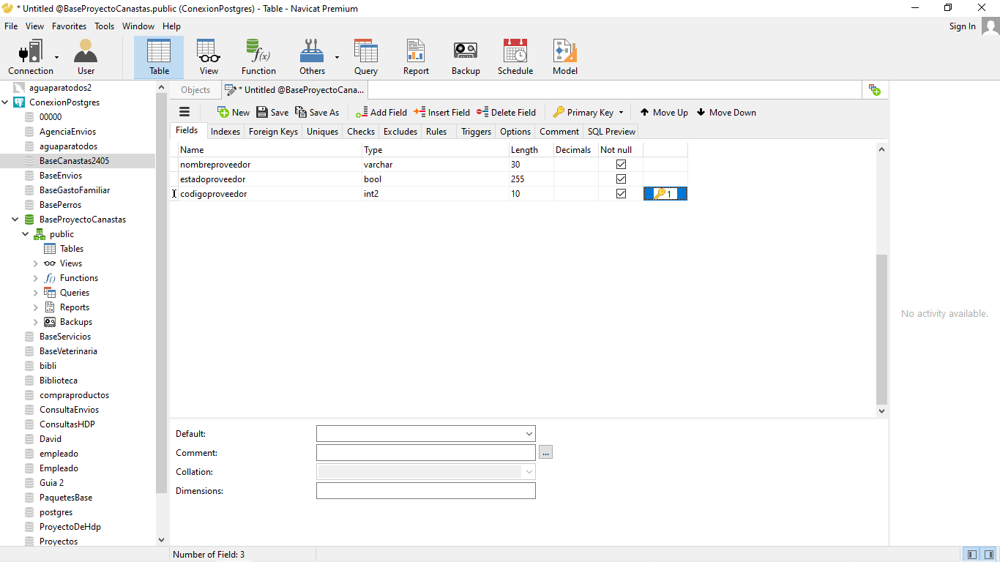 * Untitled @BaseProyectoCanastas.public (ConexionPostgres) - Table - Navicat Premium
File View Favorites Tools Window Help Sign In
Connection User Table View Function Others Query Report Backup Schedule Model
aguaparatodos2
ConexionPostgres
00000
AgenciaEnvios
aguaparatodos
BaseCanastas2405
BaseEnvios
BaseGastoFamiliar
BasePerros
BaseProyectoCanastas
public
Tables
Views
Functions
Queries
Reports
Backups
BaseServicios
BaseVeterinaria
bibli
Biblioteca
compraproductos
ConsultaEnvios
ConsultasHDP
David
empleado
Empleado
Guia 2
PaquetesBase
postgres
ProyectoDeHdp
Proyectos
Objects * Untitled @BaseProyectoCana...
New Save Save As Add Field Insert Field Delete Field Primary Key Move Up Move Down
Fields Indexes Foreign Keys Uniques Checks Excludes Rules Triggers Options Comment SQL Preview
Name Type Length Decimals Not null
nombreproveedor varchar 30
estadoproveedor bool 255
codigoproveedor int2 10 1
Default:
Comment: ...
Collation:
Dimensions:
No activity available.
Number of Field: 3